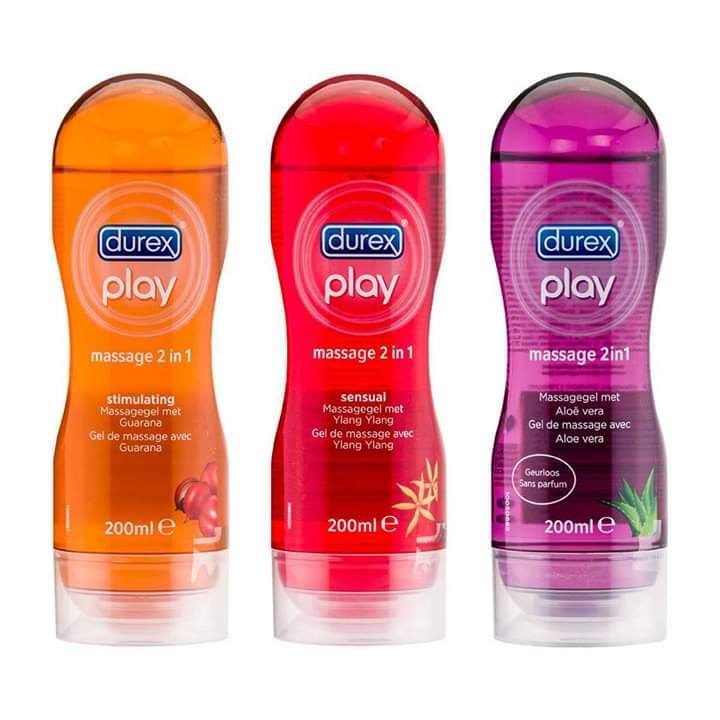 durex
play
massage 2 in 1
stimulating
Massagegel met
Guarana
Gel de massage avec
Guarana
200ml ℮
durex
play
massage 2 in 1
sensual
Massagegel met
Ylang Ylang
Gel de massage avec
Ylang Ylang
200ml ℮
durex
play
massage 2in1
Massagegel met
Aloë vera
Gel de massage avec
Aloe vera
Geurloos
Sans parfum
200ml ℮